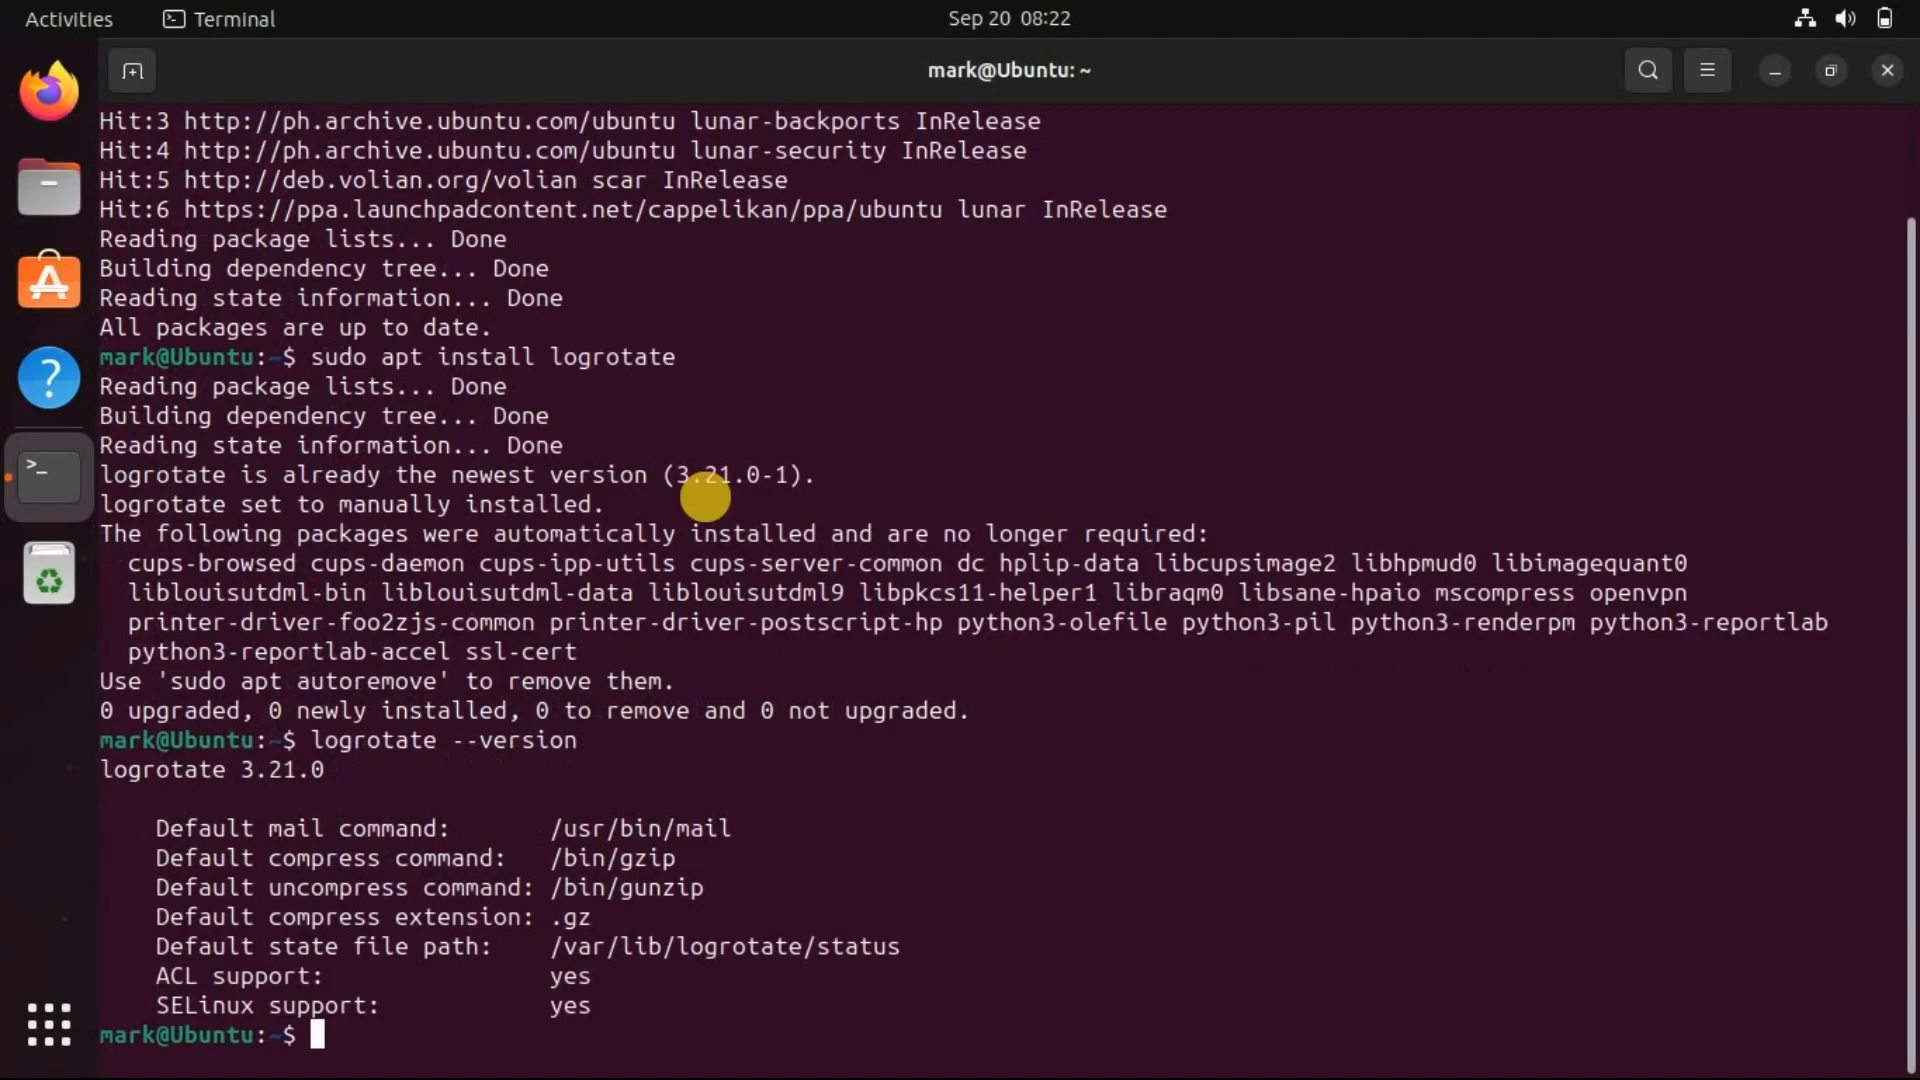 Activities Terminal Sep 20 08:22
mark@Ubuntu: ~
Hit:3 http://ph.archive.ubuntu.com/ubuntu lunar-backports InRelease
Hit:4 http://ph.archive.ubuntu.com/ubuntu lunar-security InRelease
Hit:5 http://deb.volian.org/volian scar InRelease
Hit:6 https://ppa.launchpadcontent.net/cappelikan/ppa/ubuntu lunar InRelease
Reading package lists... Done
Building dependency tree... Done
Reading state information... Done
All packages are up to date.
mark@Ubuntu:~$ sudo apt install logrotate
Reading package lists... Done
Building dependency tree... Done
Reading state information... Done
logrotate is already the newest version (3.21.0-1).
logrotate set to manually installed.
The following packages were automatically installed and are no longer required:
  cups-browsed cups-daemon cups-ipp-utils cups-server-common dc hplip-data libcupsimage2 libhpmud0 libimagequant0
  liblouisutdml-bin liblouisutdml-data liblouisutdml9 libpkcs11-helper1 libraqm0 libsane-hpaio mscompress openvpn
  printer-driver-foo2zjs-common printer-driver-postscript-hp python3-olefile python3-pil python3-renderpm python3-reportlab
  python3-reportlab-accel ssl-cert
Use 'sudo apt autoremove' to remove them.
0 upgraded, 0 newly installed, 0 to remove and 0 not upgraded.
mark@Ubuntu:~$ logrotate --version
logrotate 3.21.0
    Default mail command:       /usr/bin/mail
    Default compress command:   /bin/gzip
    Default uncompress command: /bin/gunzip
    Default compress extension: .gz
    Default state file path:    /var/lib/logrotate/status
    ACL support:                yes
    SELinux support:            yes
mark@Ubuntu:~$